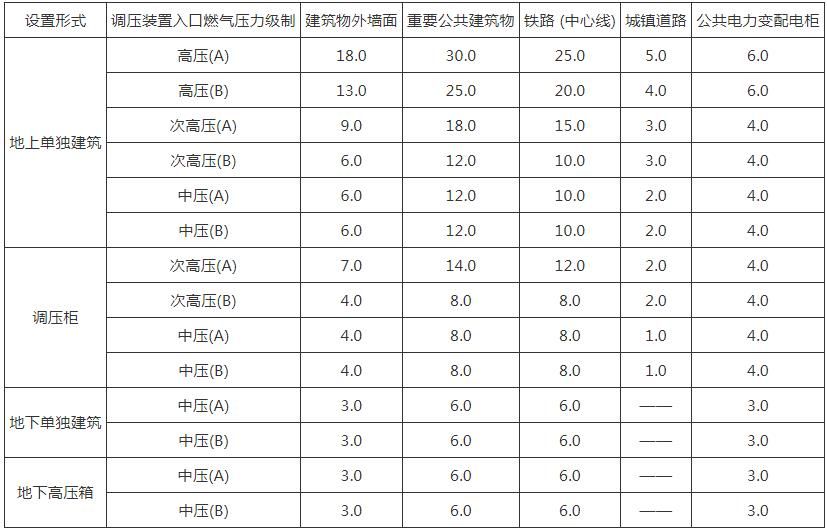 设置形式 调压装置入口燃气压力级制 建筑物外墙面 重要公共建筑物 铁路 (中心线) 城镇道路 公共电力变配电柜
地上单独建筑 高压(A) 18.0 30.0 25.0 5.0 6.0
高压(B) 13.0 25.0 20.0 4.0 6.0
次高压(A) 9.0 18.0 15.0 3.0 4.0
次高压(B) 6.0 12.0 10.0 3.0 4.0
中压(A) 6.0 12.0 10.0 2.0 4.0
中压(B) 6.0 12.0 10.0 2.0 4.0
调压柜 次高压(A) 7.0 14.0 12.0 2.0 4.0
次高压(B) 4.0 8.0 8.0 2.0 4.0
中压(A) 4.0 8.0 8.0 1.0 4.0
中压(B) 4.0 8.0 8.0 1.0 4.0
地下单独建筑 中压(A) 3.0 6.0 6.0 —— 3.0
中压(B) 3.0 6.0 6.0 —— 3.0
地下高压箱 中压(A) 3.0 6.0 6.0 —— 3.0
中压(B) 3.0 6.0 6.0 —— 3.0